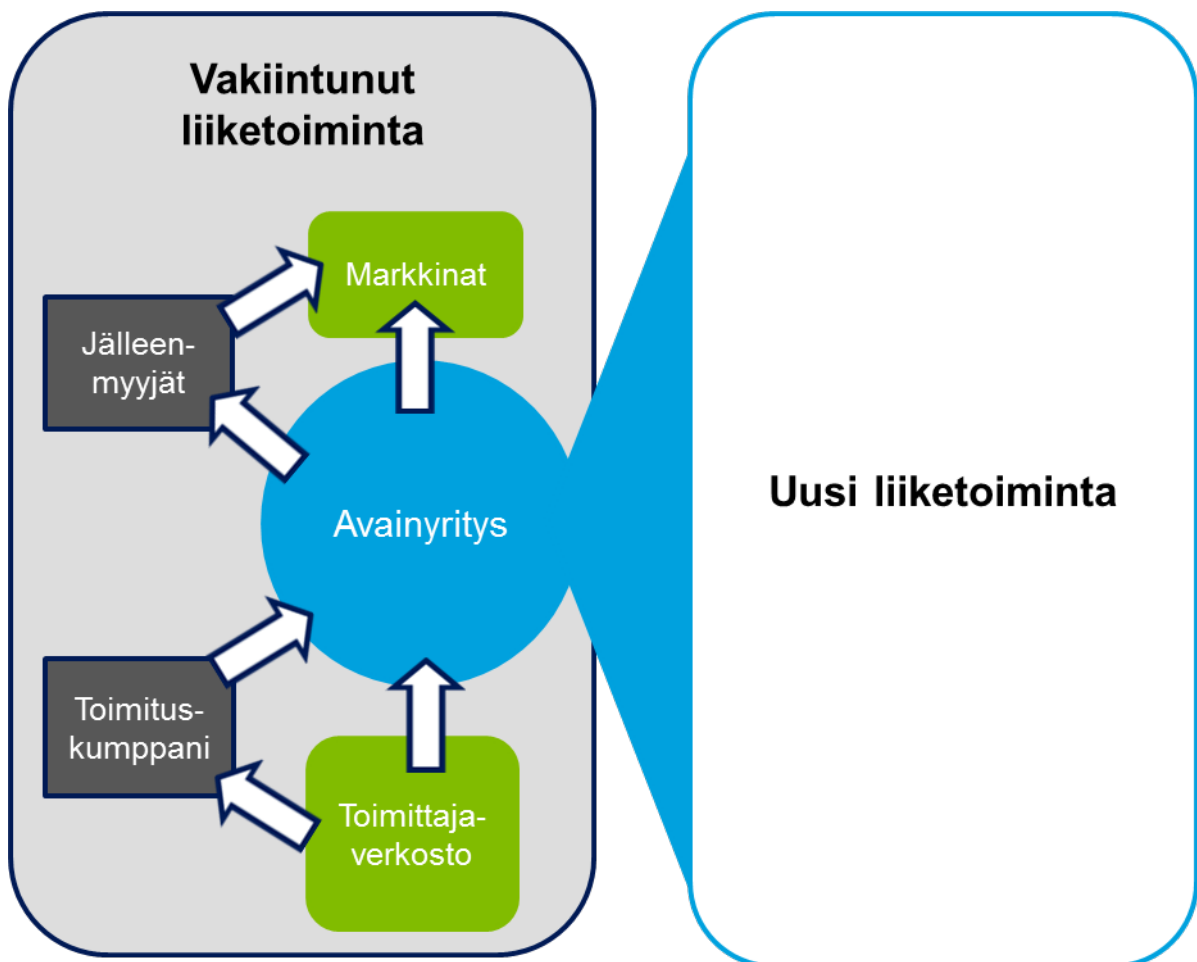 Vakiintunut
liiketoiminta
Markkinat
Jälleen-
myyjät
Avainyritys
Toimitus-
kumppani
Toimittaja-
verkosto
Uusi liiketoiminta